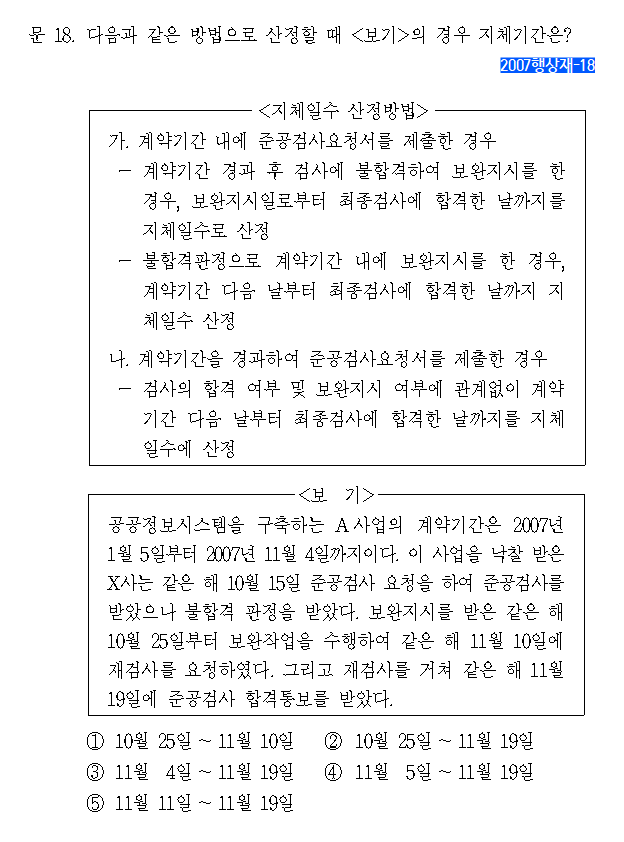 문 18. 다음과 같은 방법으로 산정할 때 <보기>의 경우 지체기간은?
2007행상재-18
<지체일수 산정방법>
가. 계약기간 내에 준공검사요청서를 제출한 경우
- 계약기간 경과 후 검사에 불합격하여 보완지시를 한
경우, 보완지시일로부터 최종검사에 합격한 날까지를
지체일수로 산정
- 불합격판정으로 계약기간 내에 보완지시를 한 경우,
계약기간 다음 날부터 최종검사에 합격한 날까지 지
체일수 산정
나. 계약기간을 경과하여 준공검사요청서를 제출한 경우
- 검사의 합격 여부 및 보완지시 여부에 관계없이 계약
기간 다음 날부터 최종검사에 합격한 날까지를 지체
일수에 산정
<보 기>
공공정보시스템을 구축하는 A사업의 계약기간은 2007년
1월 5일부터 2007년 11월 4일까지이다. 이 사업을 낙찰 받은
X사는 같은 해 10월 15일 준공검사 요청을 하여 준공검사를
받았으나 불합격 판정을 받았다. 보완지시를 받은 같은 해
10월 25일부터 보완작업을 수행하여 같은 해 11월 10일에
재검사를 요청하였다. 그리고 재검사를 거쳐 같은 해 11월
19일에 준공검사 합격통보를 받았다.
① 10월 25일 ~ 11월 10일 ② 10월 25일 ~ 11월 19일
③ 11월 4일 ~ 11월 19일 ④ 11월 5일 ~ 11월 19일
⑤ 11월 11일 ~ 11월 19일